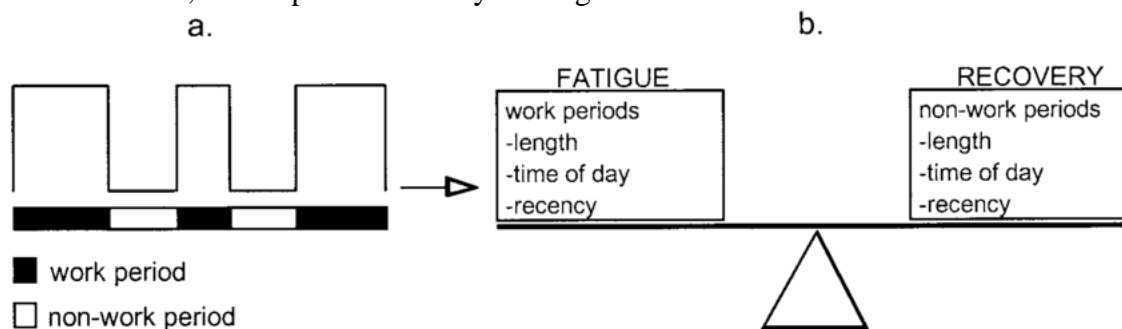 a.
b.
FATIGUE
work periods
-length
-time of day
-recency
RECOVERY
non-work periods
-length
-time of day
-recency
work period
non-work period